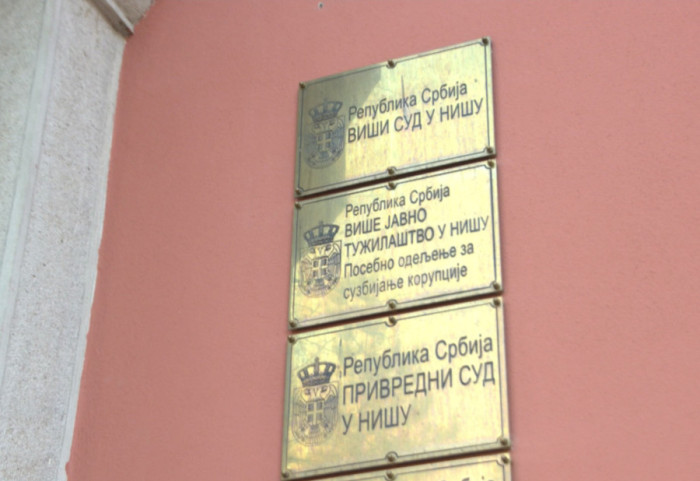 Република Србија
ВИШИ СУД У НИШУ
Република Србија
ВИШЕ ЈАВНО
ТУЖИЛАШТВО У НИШУ
Посебно одељење за
сузбијање корупције
Република Србија
ПРИВРЕДНИ СУД
У НИШУ
Србија